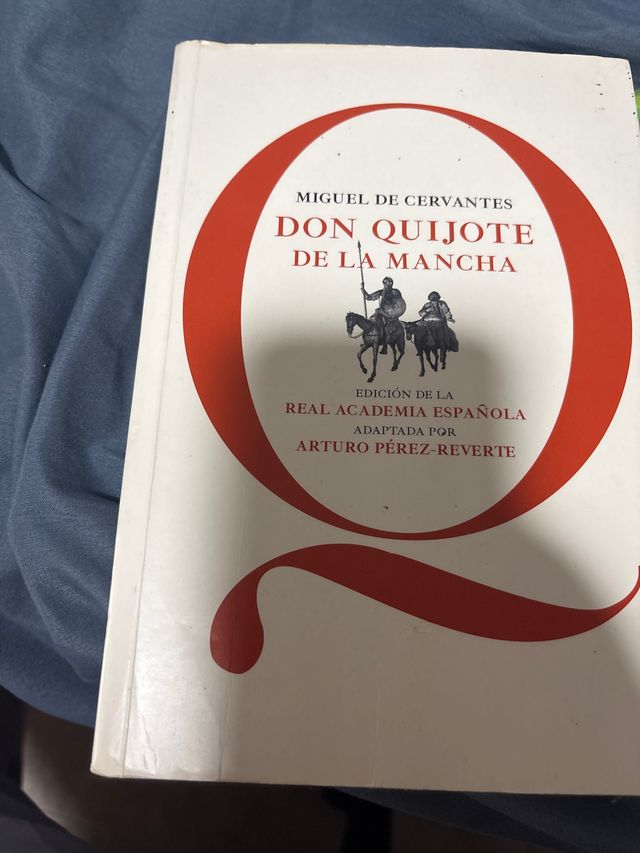 MIGUEL DE CERVANTES
DON QUIJOTE
DE LA MANCHA
EDICIÓN DE LA
REAL ACADEMIA ESPAÑOLA
ADAPTADA POR
ARTURO PÉREZ-REVERTE